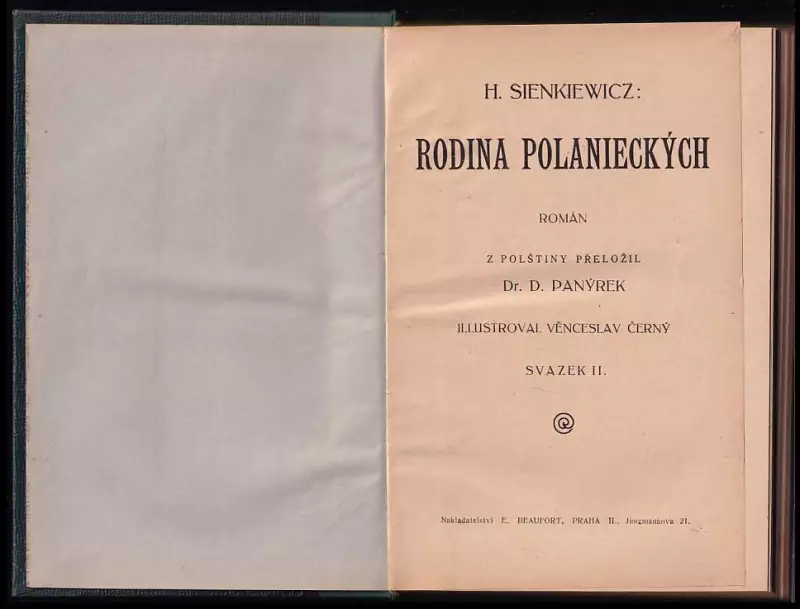 H. SIENKIEWICZ:
RODINA POLANIECKÝCH
ROMÁN
Z POLŠTINY PŘELOŽIL
Dr. D. PANÝREK
ILLUSTROVAL VĚNCESLAV ČERNÝ
SVAZEK II.
Nakladatelství E. BEAUFORT, PRAHA II., Jungmannova 21.